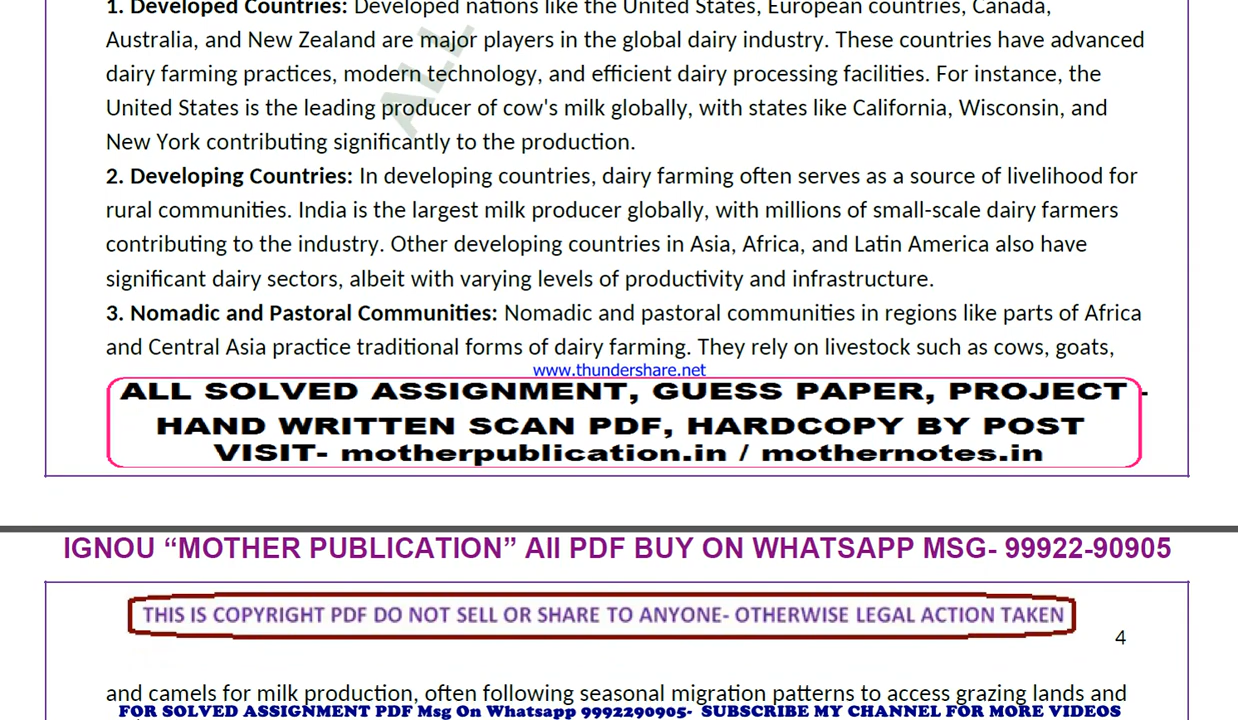 1. Developed Countries: Developed nations like the United States, European countries, Canada,
Australia, and New Zealand are major players in the global dairy industry. These countries have advanced
dairy farming practices, modern technology, and efficient dairy processing facilities. For instance, the
United States is the leading producer of cow's milk globally, with states like California, Wisconsin, and
New York contributing significantly to the production.
2. Developing Countries: In developing countries, dairy farming often serves as a source of livelihood for
rural communities. India is the largest milk producer globally, with millions of small-scale dairy farmers
contributing to the industry. Other developing countries in Asia, Africa, and Latin America also have
significant dairy sectors, albeit with varying levels of productivity and infrastructure.
3. Nomadic and Pastoral Communities: Nomadic and pastoral communities in regions like parts of Africa
and Central Asia practice traditional forms of dairy farming. They rely on livestock such as cows, goats,
ALL
www.thundershare.net
ALL SOLVED ASSIGNMENT, GUESS PAPER, PROJECT -
HAND WRITTEN SCAN PDF, HARDCOPY BY POST
VISIT- motherpublication.in / mothernotes.in
IGNOU “MOTHER PUBLICATION” All PDF BUY ON WHATSAPP MSG- 99922-90905
THIS IS COPYRIGHT PDF DO NOT SELL OR SHARE TO ANYONE- OTHERWISE LEGAL ACTION TAKEN
4
and camels for milk production, often following seasonal migration patterns to access grazing lands and
FOR SOLVED ASSIGNMENT PDF Msg On Whatsapp 9992290905- SUBSCRIBE MY CHANNEL FOR MORE VIDEOS